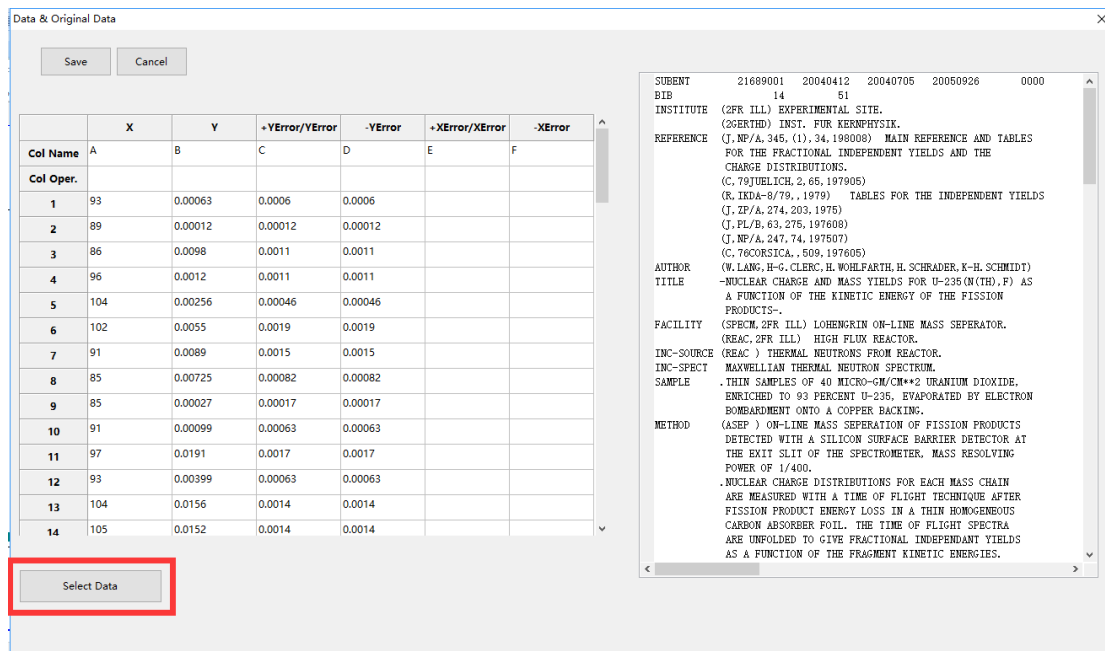 Data & Original Data
Save Cancel
X Y +YError/YError -YError +XError/XError -XError
Col Name A B C D E F
Col Oper.
1 93 0.00063 0.0006 0.0006
2 89 0.00012 0.00012 0.00012
3 86 0.0098 0.0011 0.0011
4 96 0.0012 0.0011 0.0011
5 104 0.00256 0.00046 0.00046
6 102 0.0055 0.0019 0.0019
7 91 0.0089 0.0015 0.0015
8 85 0.00725 0.00082 0.00082
9 85 0.00027 0.00017 0.00017
10 91 0.00099 0.00063 0.00063
11 97 0.0191 0.0017 0.0017
12 93 0.00399 0.00063 0.00063
13 104 0.0156 0.0014 0.0014
14 105 0.0152 0.0014 0.0014
Select Data
SUBENT 21689001 20040412 20040705 20050926 0000
BIB 14 51
INSTITUTE (2FR ILL) EXPERIMENTAL SITE.
(2GERTHD) INST. FUR KERNPHYSIK.
REFERENCE (J,NP/A,345,(1),34,198008) MAIN REFERENCE AND TABLES
FOR THE FRACTIONAL INDEPENDENT YIELDS AND THE
CHARGE DISTRIBUTIONS.
(C,79JUELICH,2,65,197905)
(R,IKDA-8/79,,1979) TABLES FOR THE INDEPENDENT YIELDS
(J,ZP/A,274,203,1975)
(J,PL/B,63,275,197608)
(J,NP/A,247,74,197507)
(C,76CORSICA,,509,197605)
AUTHOR (W.LANG,H-G.CLERC,H.WOHLFARTH,H.SCHRADER,K-H.SCHMIDT)
TITLE -NUCLEAR CHARGE AND MASS YIELDS FOR U-235(N(TH),F) AS
A FUNCTION OF THE KINETIC ENERGY OF THE FISSION
PRODUCTS-.
FACILITY (SPECM,2FR ILL) LOHENGRIN ON-LINE MASS SEPERATOR.
(REAC,2FR ILL) HIGH FLUX REACTOR.
INC-SOURCE (REAC ) THERMAL NEUTRONS FROM REACTOR.
INC-SPECT MAXWELLIAN THERMAL NEUTRON SPECTRUM.
SAMPLE .THIN SAMPLES OF 40 MICRO-GM/CM**2 URANIUM DIOXIDE,
ENRICHED TO 93 PERCENT U-235, EVAPORATED BY ELECTRON
BOMBARDMENT ONTO A COPPER BACKING.
METHOD (ASEP ) ON-LINE MASS SEPERATION OF FISSION PRODUCTS
DETECTED WITH A SILICON SURFACE BARRIER DETECTOR AT
THE EXIT SLIT OF THE SPECTROMETER, MASS RESOLVING
POWER OF 1/400.
.NUCLEAR CHARGE DISTRIBUTIONS FOR EACH MASS CHAIN
ARE MEASURED WITH A TIME OF FLIGHT TECHNIQUE AFTER
FISSION PRODUCT ENERGY LOSS IN A THIN HOMOGENEOUS
CARBON ABSORBER FOIL. THE TIME OF FLIGHT SPECTRA
ARE UNFOLDED TO GIVE FRACTIONAL INDEPENDANT YIELDS
AS A FUNCTION OF THE FRAGMENT KINETIC ENERGIES.